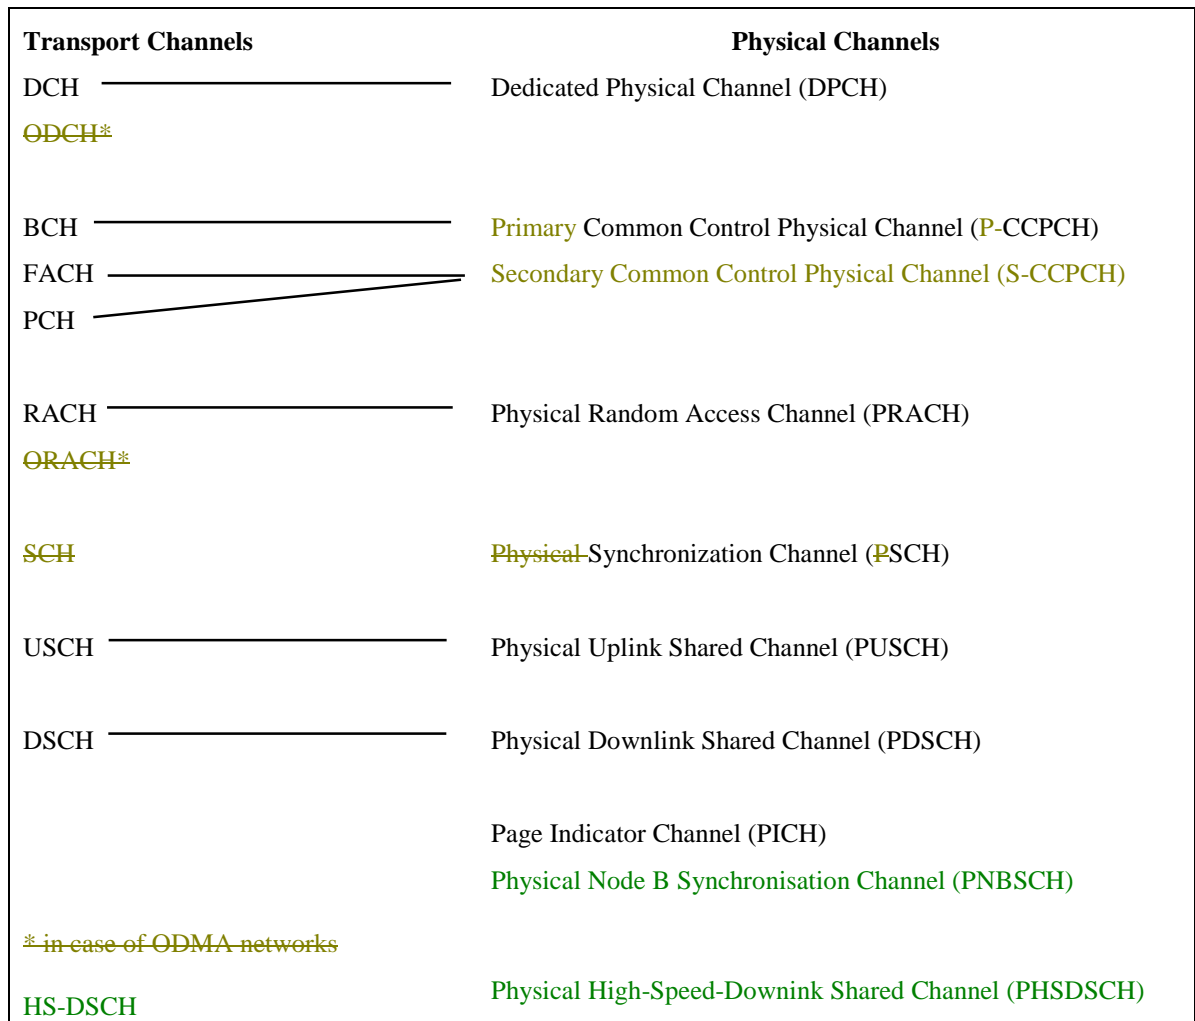 Transport Channels Physical Channels
DCH Dedicated Physical Channel (DPCH)
ODCH*
BCH Primary Common Control Physical Channel (P-CCPCH)
FACH Secondary Common Control Physical Channel (S-CCPCH)
PCH
RACH Physical Random Access Channel (PRACH)
ORACH*
SCH Physical Synchronization Channel (PSCH)
USCH Physical Uplink Shared Channel (PUSCH)
DSCH Physical Downlink Shared Channel (PDSCH)
Page Indicator Channel (PICH)
Physical Node B Synchronisation Channel (PNBSCH)
* in case of ODMA networks
HS-DSCH Physical High-Speed-Downink Shared Channel (PHSDSCH)